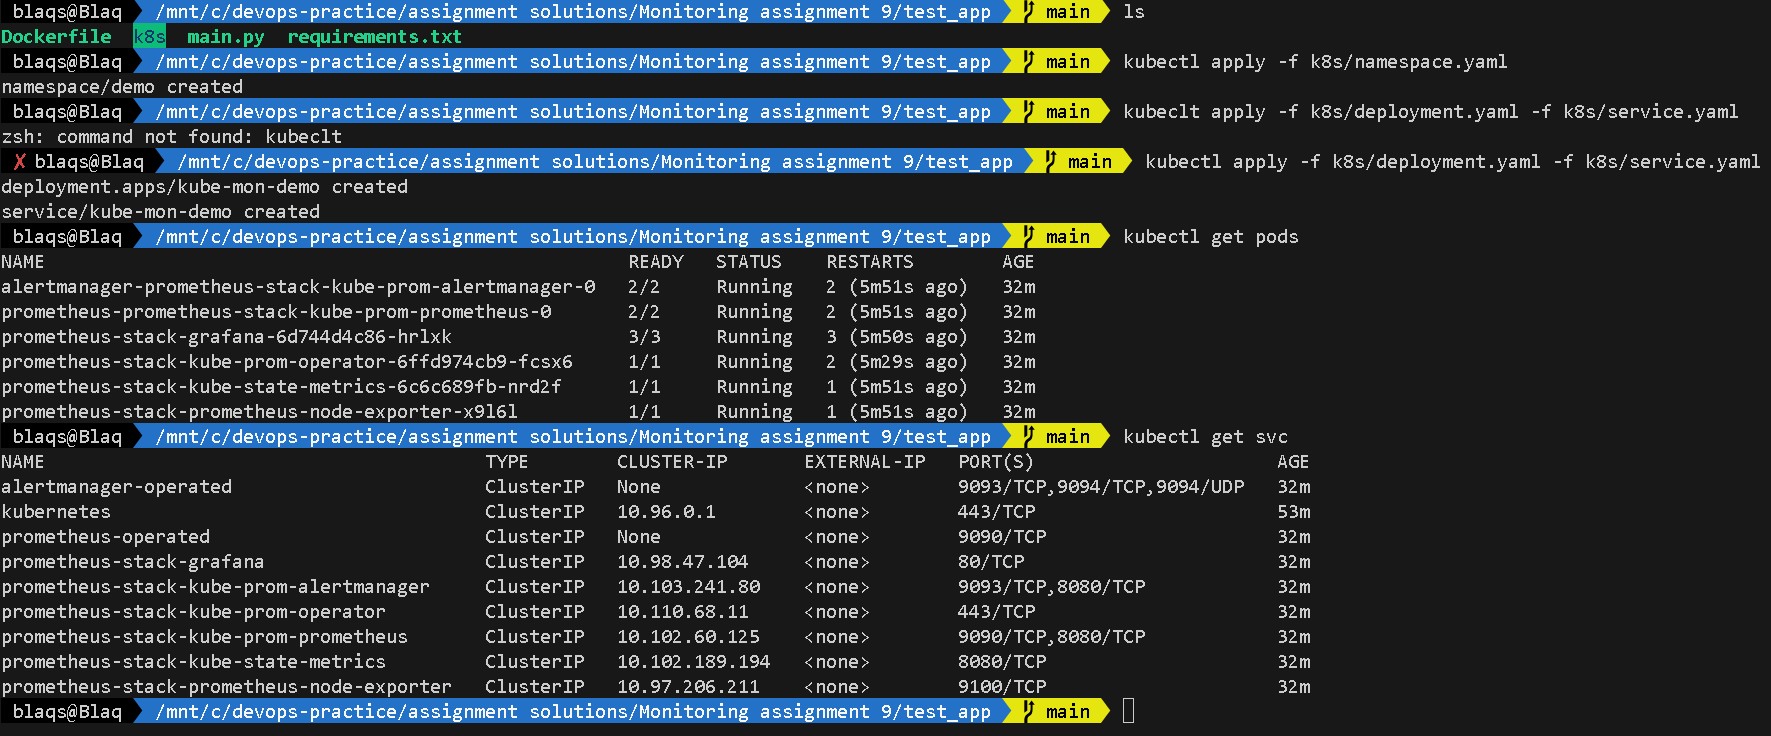 blaqs@Blaq /mnt/c/devops-practice/assignment solutions/Monitoring assignment 9/test_app main ls
Dockerfile k8s main.py requirements.txt
blaqs@Blaq /mnt/c/devops-practice/assignment solutions/Monitoring assignment 9/test_app main kubectl apply -f k8s/namespace.yaml
namespace/demo created
blaqs@Blaq /mnt/c/devops-practice/assignment solutions/Monitoring assignment 9/test_app main kubeclt apply -f k8s/deployment.yaml -f k8s/service.yaml
zsh: command not found: kubeclt
✗ blaqs@Blaq /mnt/c/devops-practice/assignment solutions/Monitoring assignment 9/test_app main kubectl apply -f k8s/deployment.yaml -f k8s/service.yaml
deployment.apps/kube-mon-demo created
service/kube-mon-demo created
blaqs@Blaq /mnt/c/devops-practice/assignment solutions/Monitoring assignment 9/test_app main kubectl get pods
NAME READY STATUS RESTARTS AGE
alertmanager-prometheus-stack-kube-prom-alertmanager-0 2/2 Running 2 (5m51s ago) 32m
prometheus-prometheus-stack-kube-prom-prometheus-0 2/2 Running 2 (5m51s ago) 32m
prometheus-stack-grafana-6d744d4c86-hrlxk 3/3 Running 3 (5m50s ago) 32m
prometheus-stack-kube-prom-operator-6ffd974cb9-fcsx6 1/1 Running 2 (5m29s ago) 32m
prometheus-stack-kube-state-metrics-6c6c689fb-nrd2f 1/1 Running 1 (5m51s ago) 32m
prometheus-stack-prometheus-node-exporter-x9l6l 1/1 Running 1 (5m51s ago) 32m
blaqs@Blaq /mnt/c/devops-practice/assignment solutions/Monitoring assignment 9/test_app main kubectl get svc
NAME TYPE CLUSTER-IP EXTERNAL-IP PORT(S) AGE
alertmanager-operated ClusterIP None <none> 9093/TCP,9094/TCP,9094/UDP 32m
kubernetes ClusterIP 10.96.0.1 <none> 443/TCP 53m
prometheus-operated ClusterIP None <none> 9090/TCP 32m
prometheus-stack-grafana ClusterIP 10.98.47.104 <none> 80/TCP 32m
prometheus-stack-kube-prom-alertmanager ClusterIP 10.103.241.80 <none> 9093/TCP,8080/TCP 32m
prometheus-stack-kube-prom-operator ClusterIP 10.110.68.11 <none> 443/TCP 32m
prometheus-stack-kube-prom-prometheus ClusterIP 10.102.60.125 <none> 9090/TCP,8080/TCP 32m
prometheus-stack-kube-state-metrics ClusterIP 10.102.189.194 <none> 8080/TCP 32m
prometheus-stack-prometheus-node-exporter ClusterIP 10.97.206.211 <none> 9100/TCP 32m
blaqs@Blaq /mnt/c/devops-practice/assignment solutions/Monitoring assignment 9/test_app main